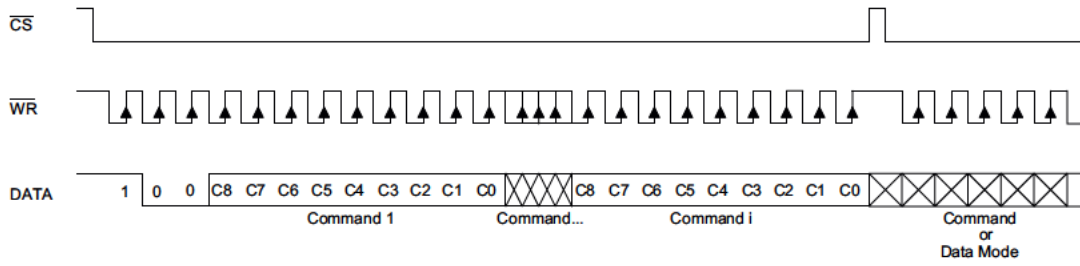 CS
WR
DATA 1 0 0 C8 C7 C6 C5 C4 C3 C2 C1 C0 C8 C7 C6 C5 C4 C3 C2 C1 C0
Command 1 Command... Command i Command
or
Data Mode